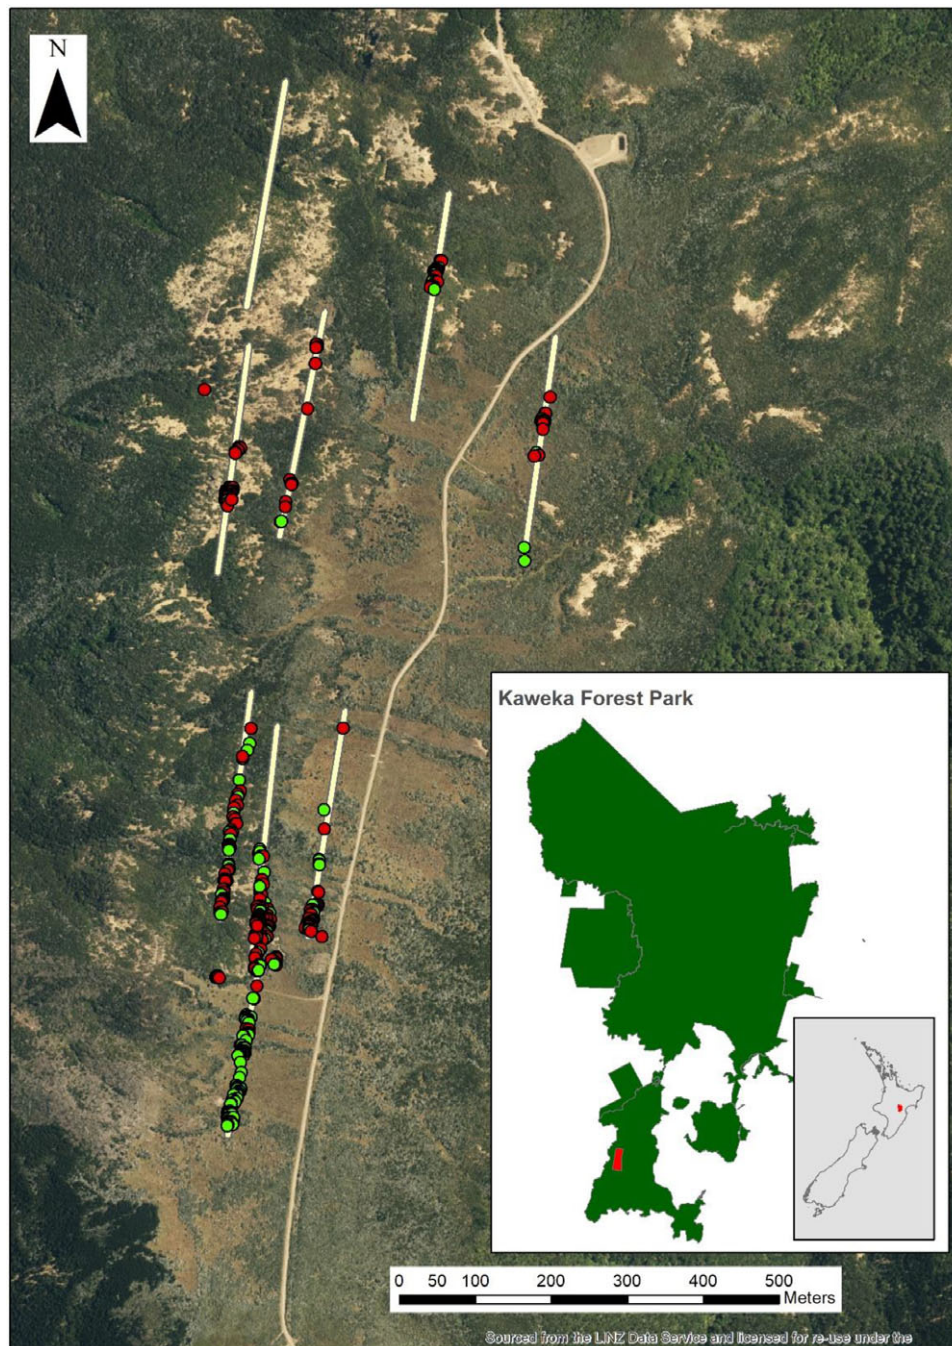 N
Kaweka Forest Park
0 50 100 200 300 400 500
Meters
Sourced from the LINZ Data Service and licensed for re-use under the